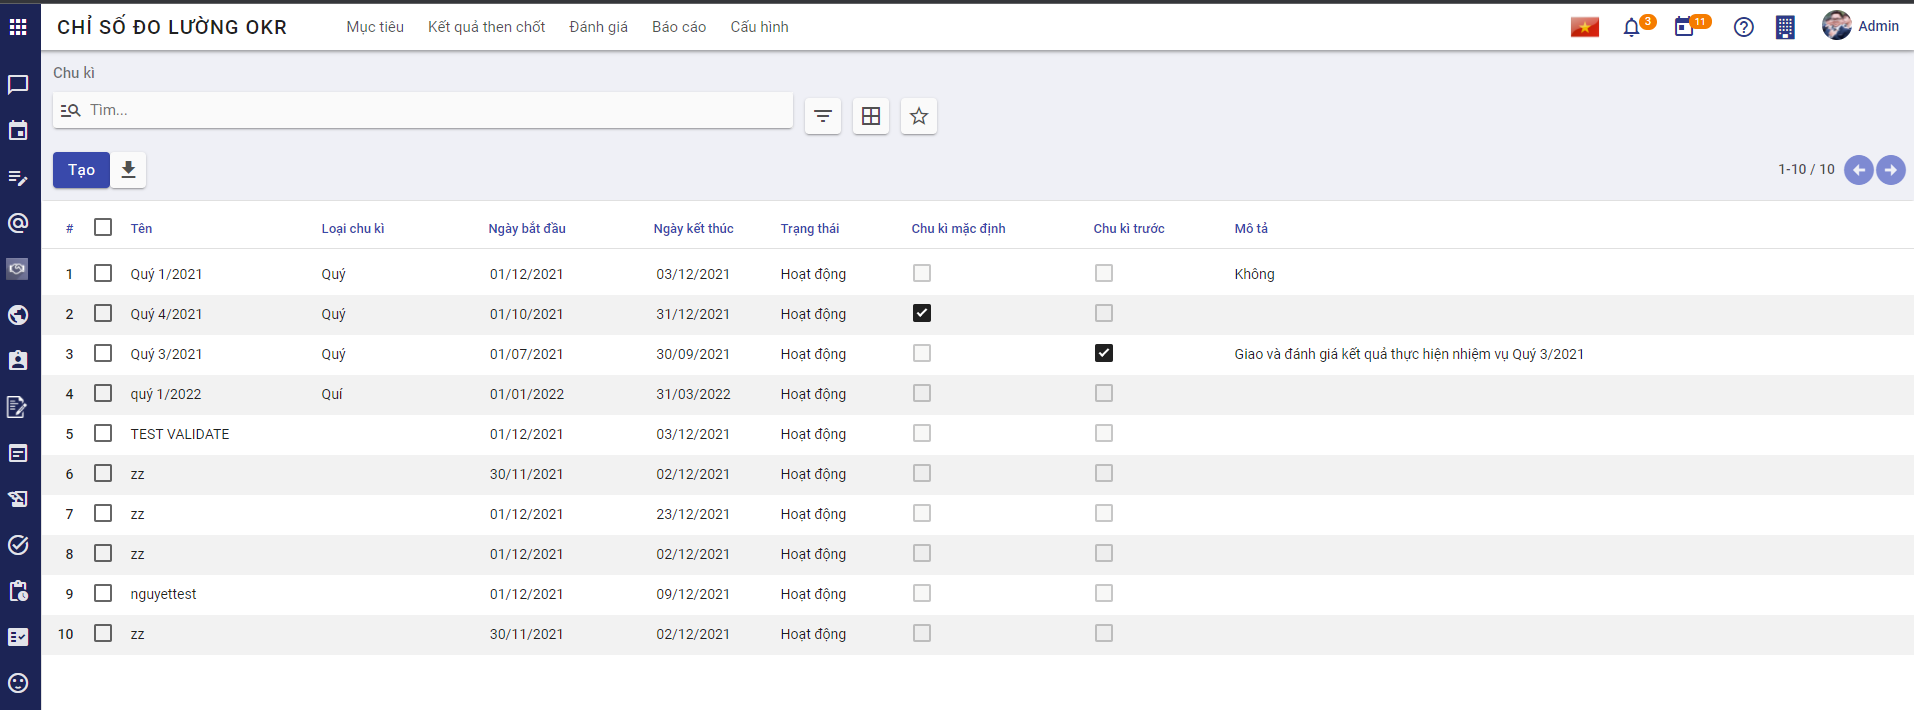 CHỈ SỐ ĐO LƯỜNG OKR Mục tiêu Kết quả then chốt Đánh giá Báo cáo Cấu hình 3 11 Admin
Chu kì
Tìm...
Tạo 1-10 / 10
# Tên Loại chu kì Ngày bắt đầu Ngày kết thúc Trạng thái Chu kì mặc định Chu kì trước Mô tả
1 Quý 1/2021 Quý 01/12/2021 03/12/2021 Hoạt động Không
2 Quý 4/2021 Quý 01/10/2021 31/12/2021 Hoạt động
3 Quý 3/2021 Quý 01/07/2021 30/09/2021 Hoạt động Giao và đánh giá kết quả thực hiện nhiệm vụ Quý 3/2021
4 quý 1/2022 Quí 01/01/2022 31/03/2022 Hoạt động
5 TEST VALIDATE 01/12/2021 03/12/2021 Hoạt động
6 zz 30/11/2021 02/12/2021 Hoạt động
7 zz 01/12/2021 23/12/2021 Hoạt động
8 zz 01/12/2021 02/12/2021 Hoạt động
9 nguyettest 01/12/2021 09/12/2021 Hoạt động
10 zz 30/11/2021 02/12/2021 Hoạt động